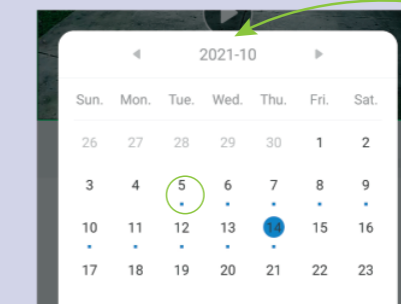 2021-10
Sun. Mon. Tue. Wed. Thu. Fri. Sat.
26 27 28 29 30 1 2
3 4 5 6 7 8 9
10 11 12 13 14 15 16
17 18 19 20 21 22 23